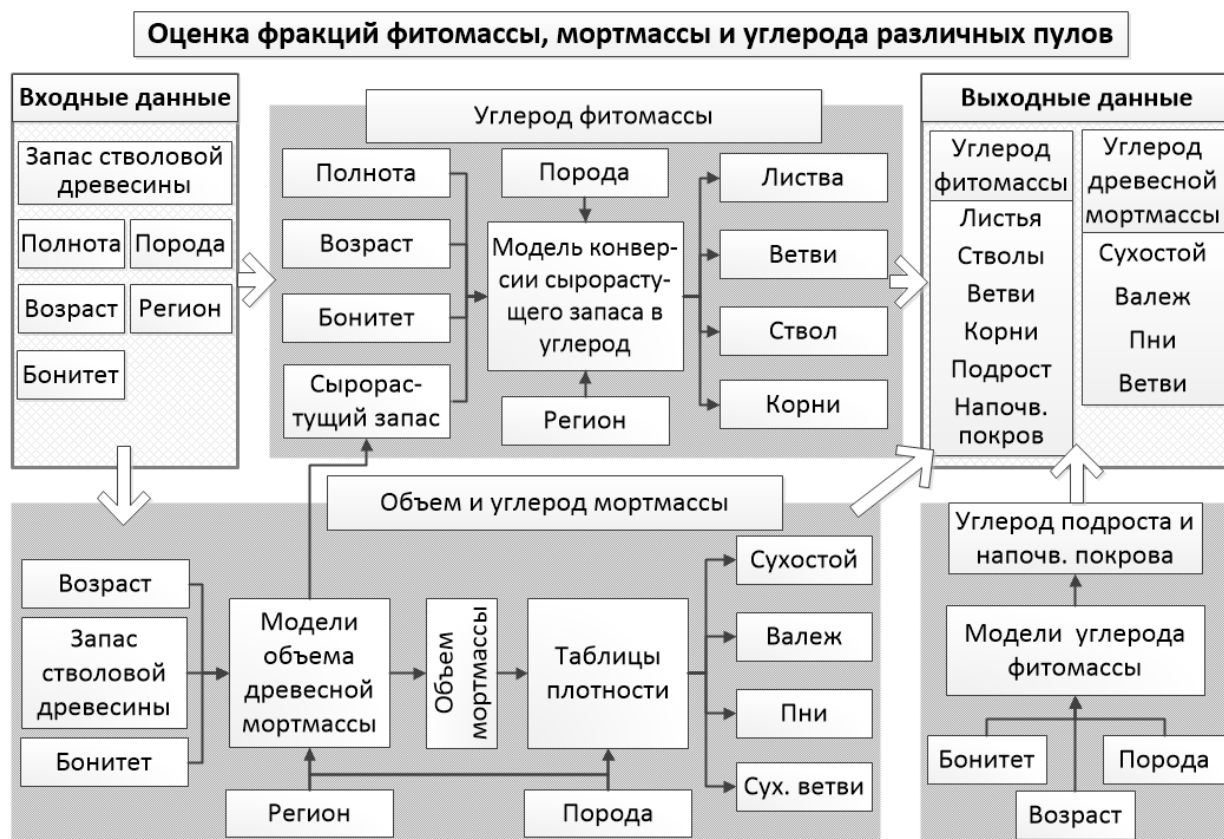 Оценка фракций фитомассы, мортмассы и углерода различных пулов
Входные данные
Запас стволовой
древесины
Полнота
Порода
Возраст
Регион
Бонитет
Углерод фитомассы
Полнота
Возраст
Бонитет
Сырорас-
тущий запас
Порода
Модель конвер-
сии сырорасту-
щего запаса в
углерод
Регион
Листва
Ветви
Ствол
Корни
Выходные данные
Углерод
фитомассы
Листья
Стволы
Ветви
Корни
Подрост
Напочв.
покров
Углерод
древесной
мортмассы
Сухостой
Валеж
Пни
Ветви
Объем и углерод мортмассы
Возраст
Запас
стволовой
древесины
Бонитет
Модели
объема
древесной
мортмассы
Объем
мортмассы
Таблицы
плотности
Регион
Порода
Сухостой
Валеж
Пни
Сух. ветви
Углерод подроста и
напочв. покрова
Модели углерода
фитомассы
Бонитет
Порода
Возраст